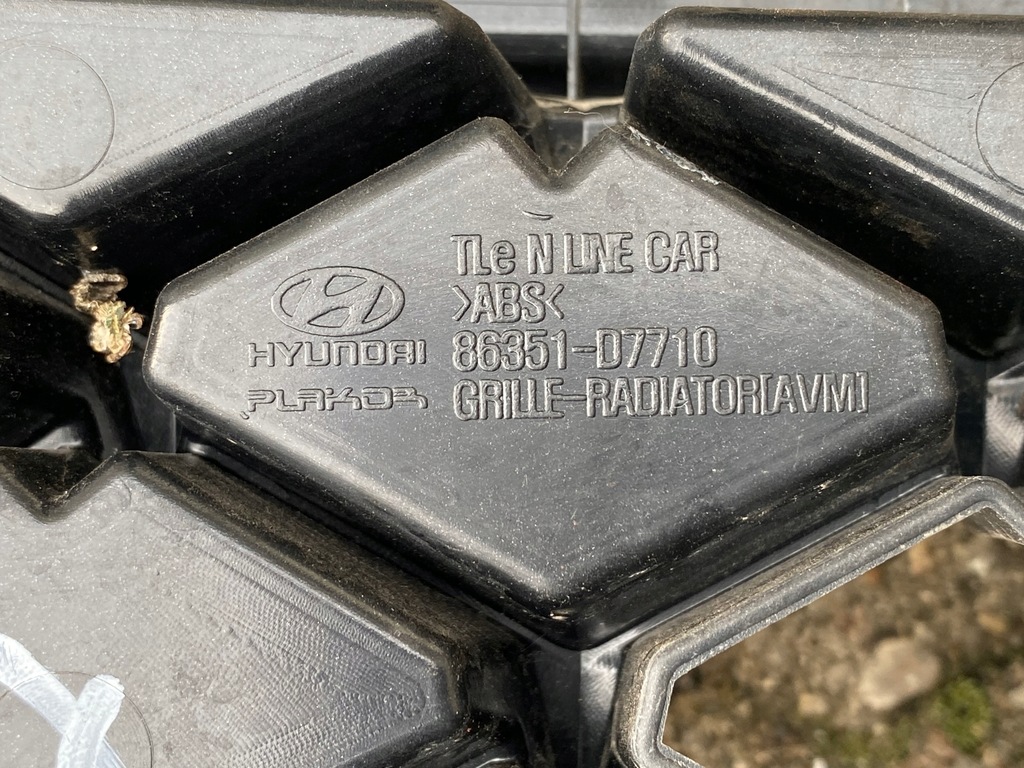 TLe N LINE CAR
>ABS<
86351-D7710
GRILLE-RADIATOR[AVM]
HYUNDAI
PLAKOR